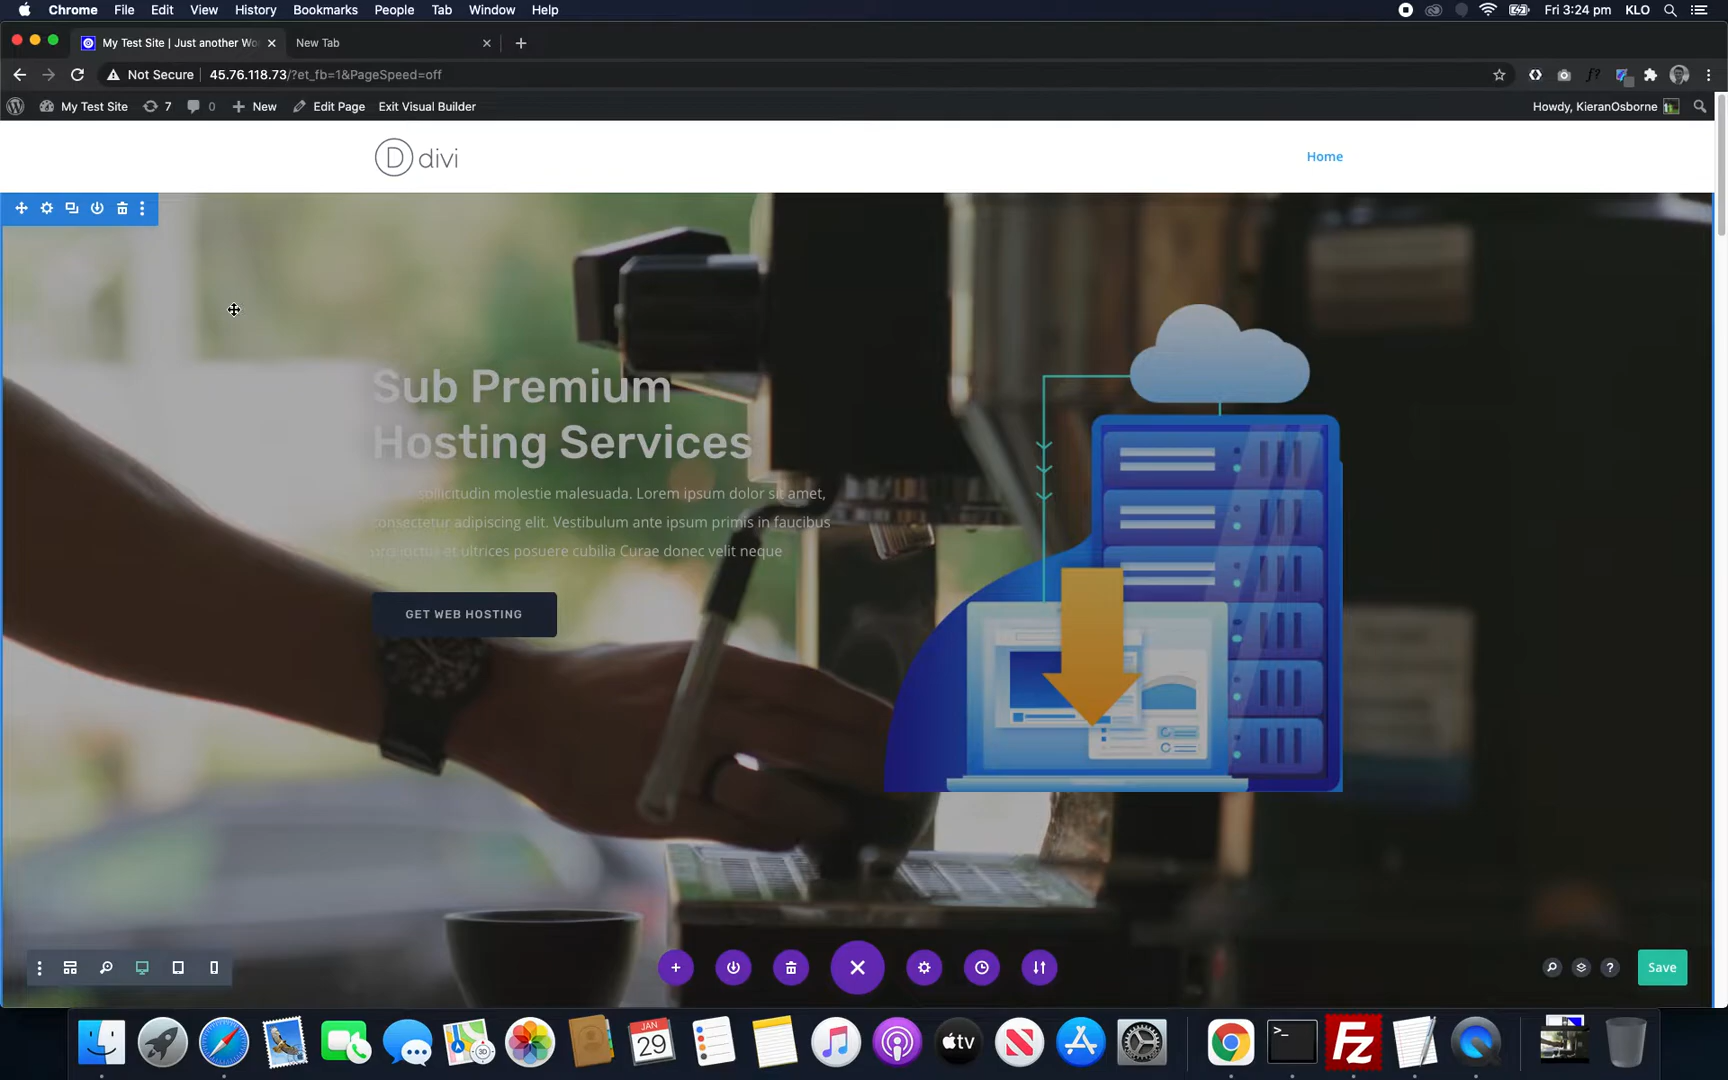 Chrome File Edit View History Bookmarks People Tab Window Help Fri 3:24 pm KLO
My Test Site | Just another Wo New Tab
Not Secure 45.76.118.73/?et_fb=1&PageSpeed=off
My Test Site 7 0 New Edit Page Exit Visual Builder Howdy, KieranOsborne
D divi Home
Sub Premium
Hosting Services
sollicitudin molestie malesuada. Lorem ipsum dolor sit amet,
consectetur adipiscing elit. Vestibulum ante ipsum primis in faucibus
et ultrices posuere cubilia Curae donec velit neque
GET WEB HOSTING
Save
JAN
29
tv
Fz